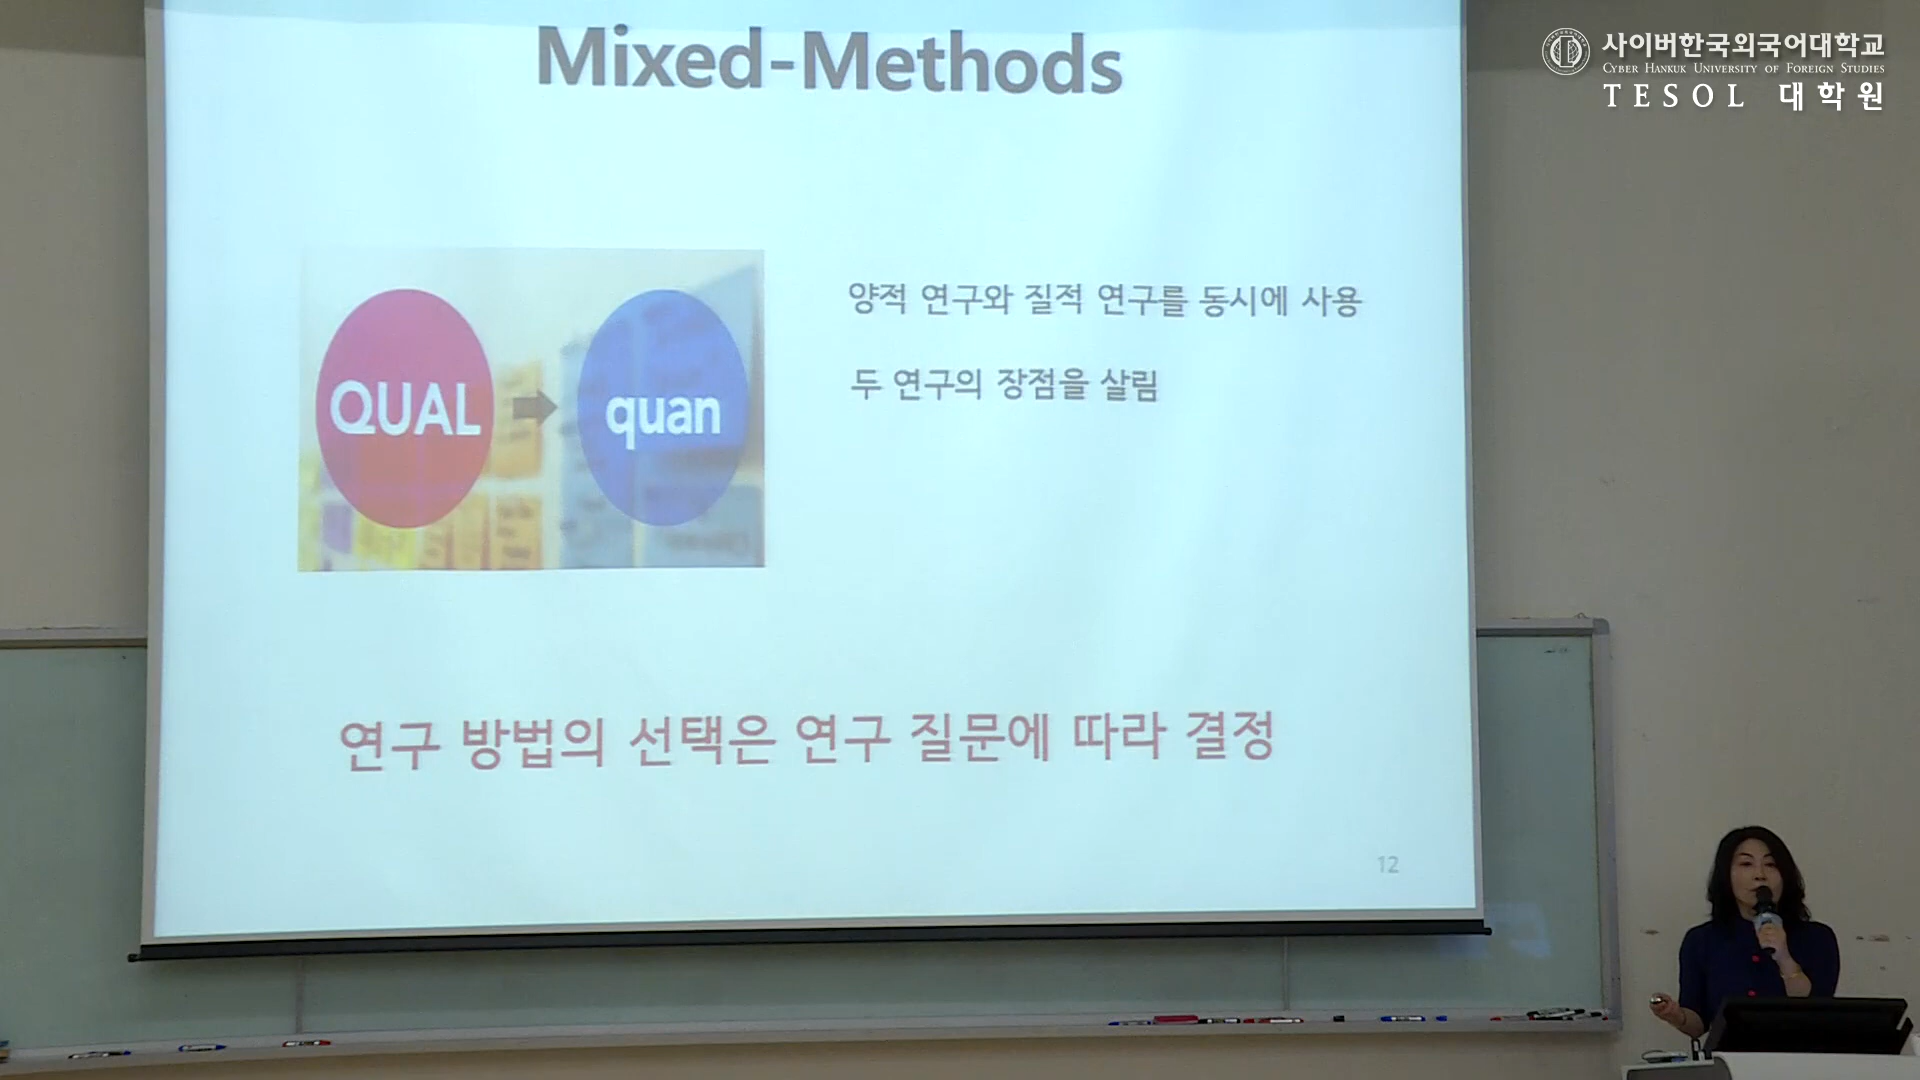 Mixed-Methods
사이버한국외국어대학교
CYBER HANKUK UNIVERSITY OF FOREIGN STUDIES
TESOL 대학원
QUAL
quan
양적 연구와 질적 연구를 동시에 사용
두 연구의 장점을 살림
연구 방법의 선택은 연구 질문에 따라 결정
12